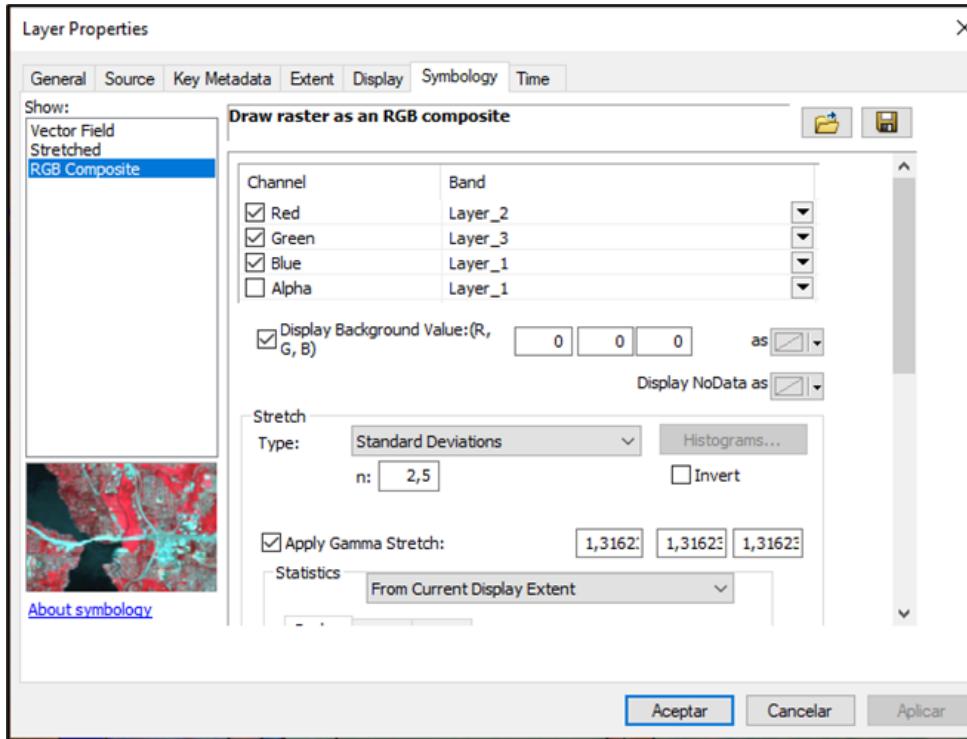 Layer Properties
General Source Key Metadata Extent Display Symbology Time
Show:
Vector Field
Stretched
RGB Composite
Draw raster as an RGB composite
Channel Band
Red Layer_2
Green Layer_3
Blue Layer_1
Alpha Layer_1
Display Background Value:(R,
G, B) 0 0 0 as
Display NoData as
Stretch
Type: Standard Deviations Histograms...
n: 2,5 Invert
Apply Gamma Stretch: 1,3162 1,31623 1,31623
Statistics
From Current Display Extent
About symbology
Aceptar Cancelar Aplicar